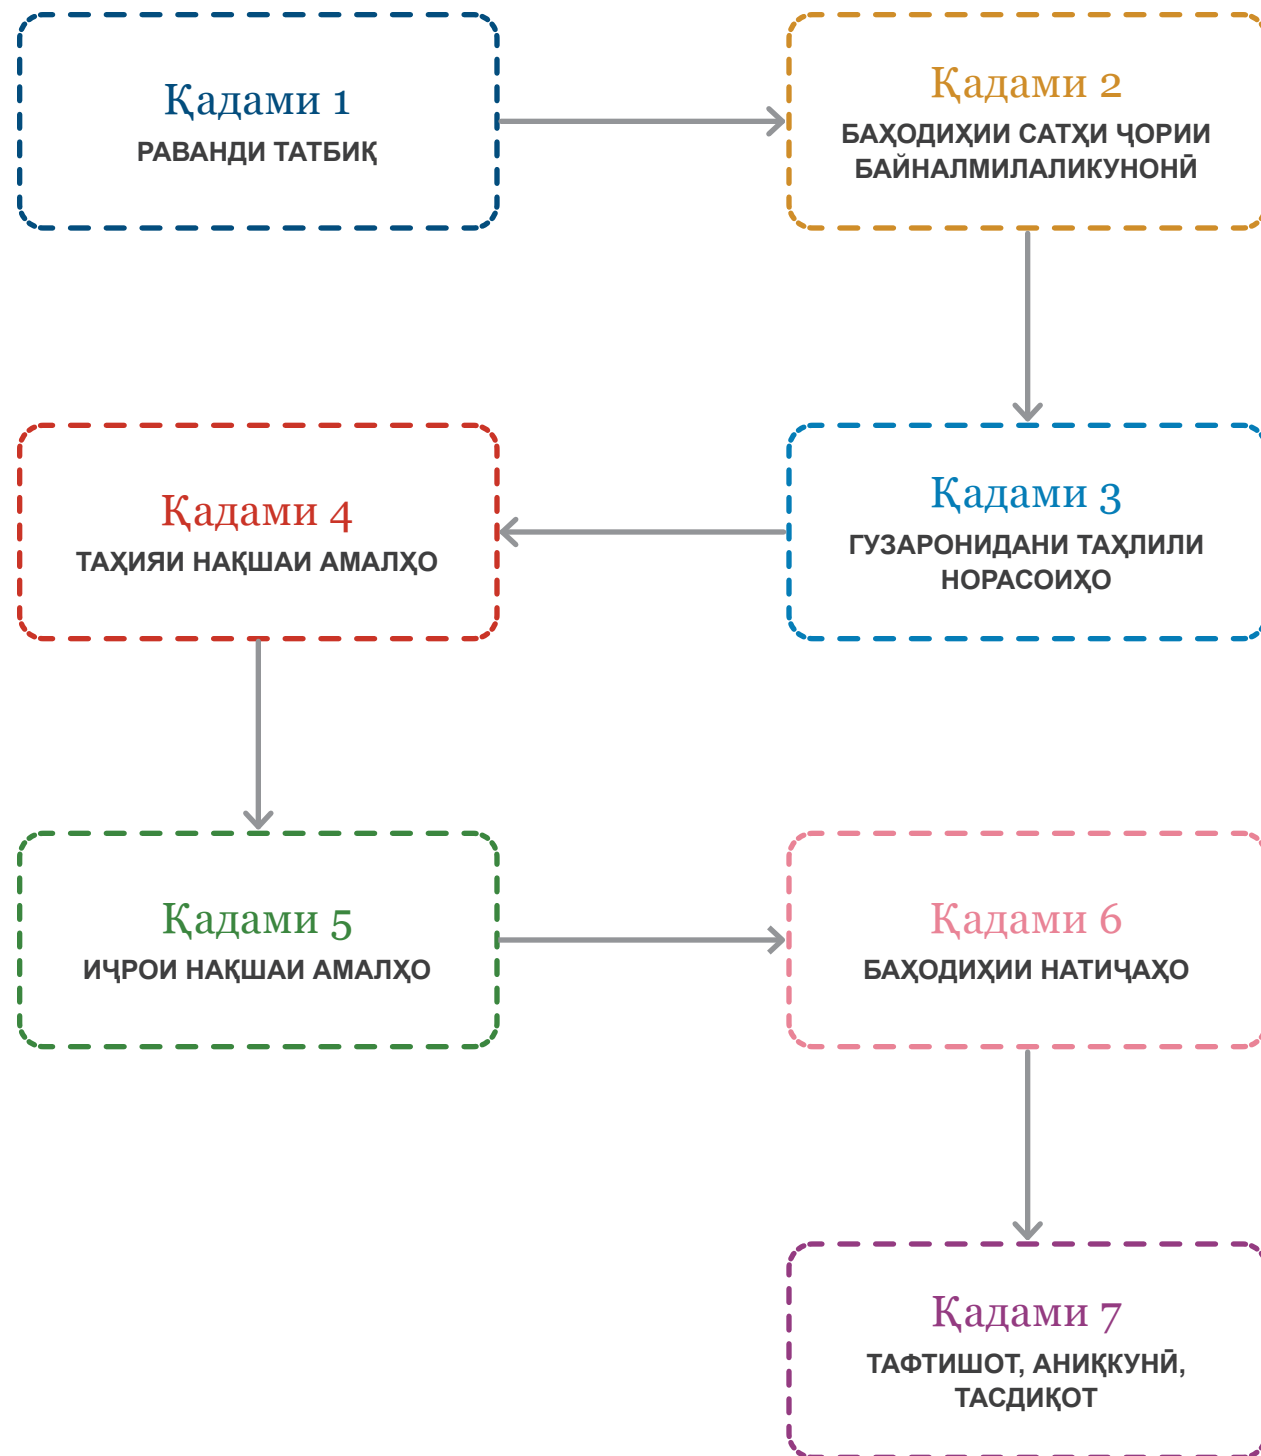 Қадами 1
РАВАНДИ ТАТБИҚ
Қадами 2
БАҲОДИҲИИ САТҲИ ҶОРИИ
БАЙНАЛМИЛАЛИКУНОНӢ
Қадами 3
ГУЗАРОНИДАНИ ТАҲЛИЛИ
НОРАСОИҲО
Қадами 4
ТАҲИЯИ НАҚШАИ АМАЛҲО
Қадами 5
ИҶРОИ НАҚШАИ АМАЛҲО
Қадами 6
БАҲОДИҲИИ НАТИҶАҲО
Қадами 7
ТАФТИШОТ, АНИҚКУНӢ,
ТАСДИҚОТ